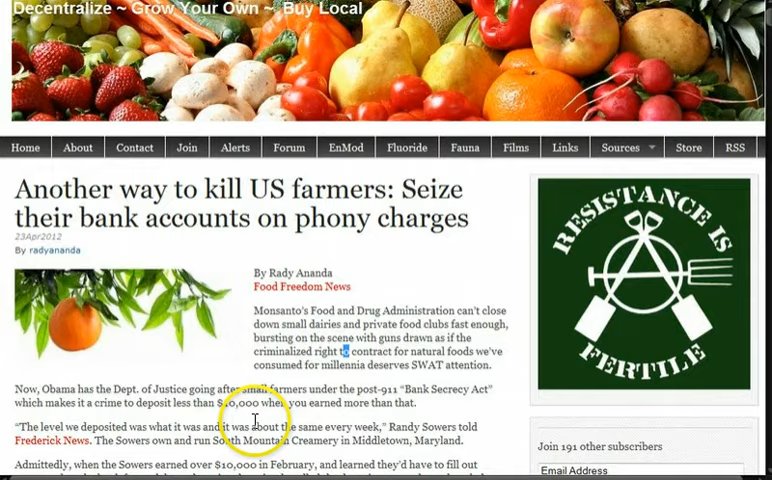 Decentralize ~ Grow Your Own ~ Buy Local
Home About Contact Join Alerts Forum EnMod Fluoride Fauna Films Links Sources Store RSS
Another way to kill US farmers: Seize
their bank accounts on phony charges
23Apr2012
By radyananda
By Rady Ananda
Food Freedom News
Monsanto's Food and Drug Administration can't close
down small dairies and private food clubs fast enough,
bursting on the scene with guns drawn as if the
criminalized right to contract for natural foods we've
consumed for millennia deserves SWAT attention.
Now, Obama has the Dept. of Justice going after small farmers under the post-911 "Bank Secrecy Act"
which makes it a crime to deposit less than $10,000 when you earned more than that.
"The level we deposited was what it was and it was about the same every week," Randy Sowers told
Frederick News. The Sowers own and run South Mountain Creamery in Middletown, Maryland.
Admittedly, when the Sowers earned over $10,000 in February, and learned they'd have to fill out
RESISTANCE IS
FERTILE
Join 191 other subscribers
Email Address